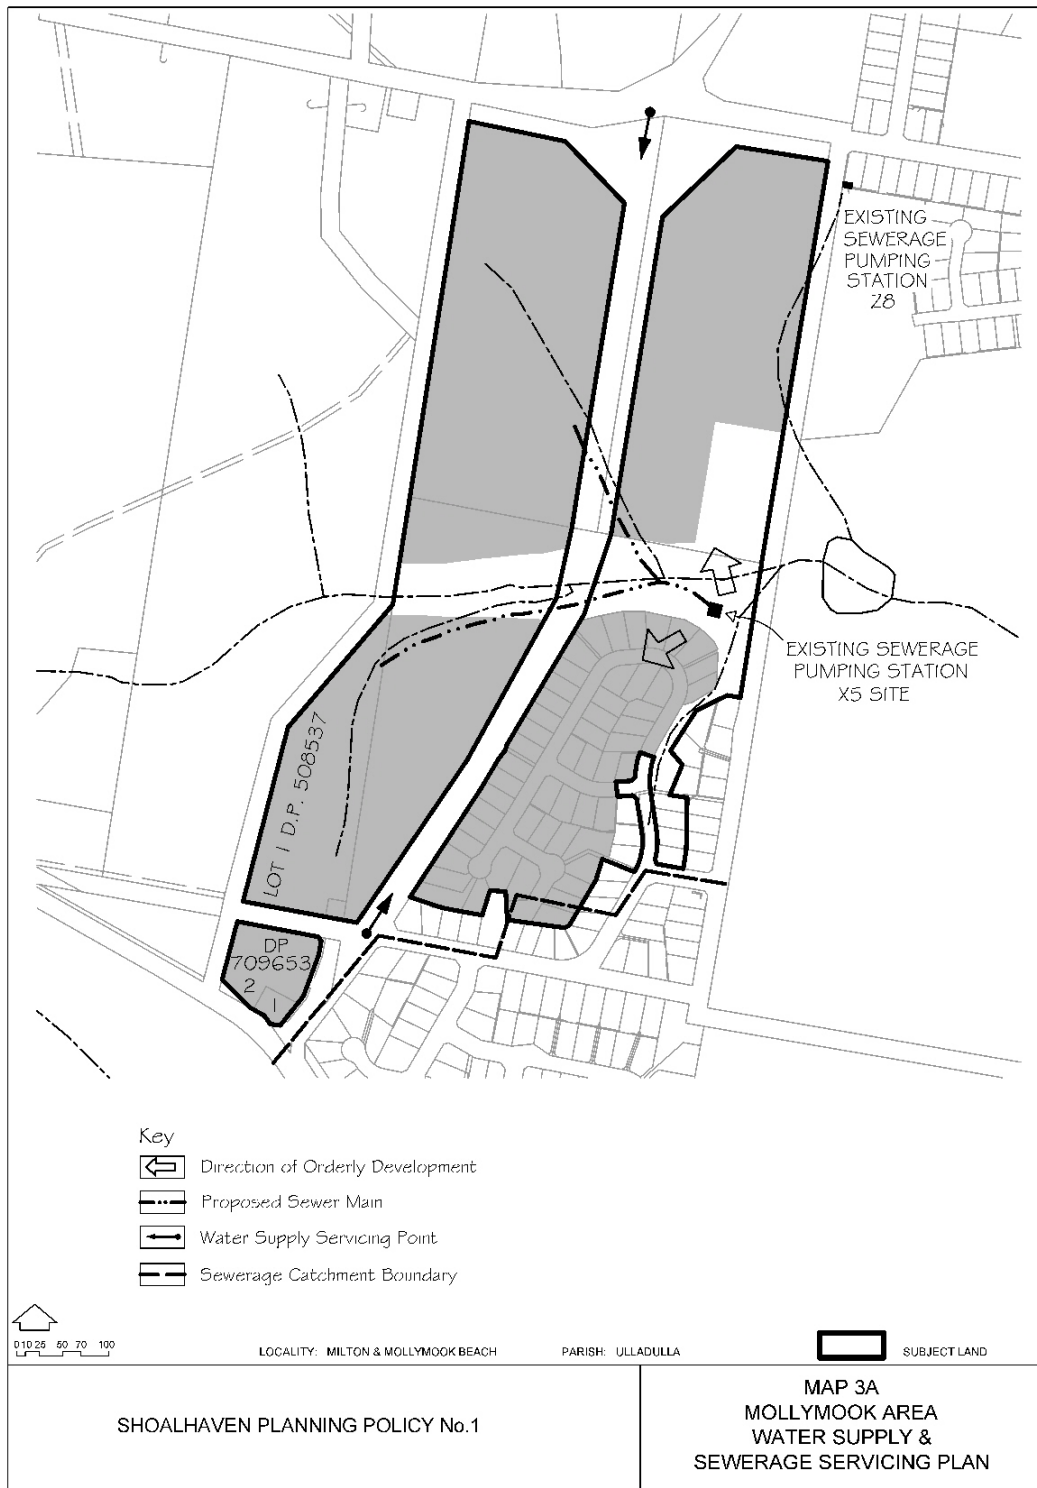 EXISTING
SEWERAGE
PUMPING
STATION
28
EXISTING SEWERAGE
PUMPING STATION
X5 SITE
LOT 1 D.P. 508537
DP
709653
2
1
Key
Direction of Orderly Development
Proposed Sewer Main
Water Supply Servicing Point
Sewerage Catchment Boundary
0 10 25 50 70 100
LOCALITY: MILTON & MOLLYMOOK BEACH
PARISH: ULLADULLA
SUBJECT LAND
SHOALHAVEN PLANNING POLICY No.1
MAP 3A
MOLLYMOOK AREA
WATER SUPPLY &
SEWERAGE SERVICING PLAN